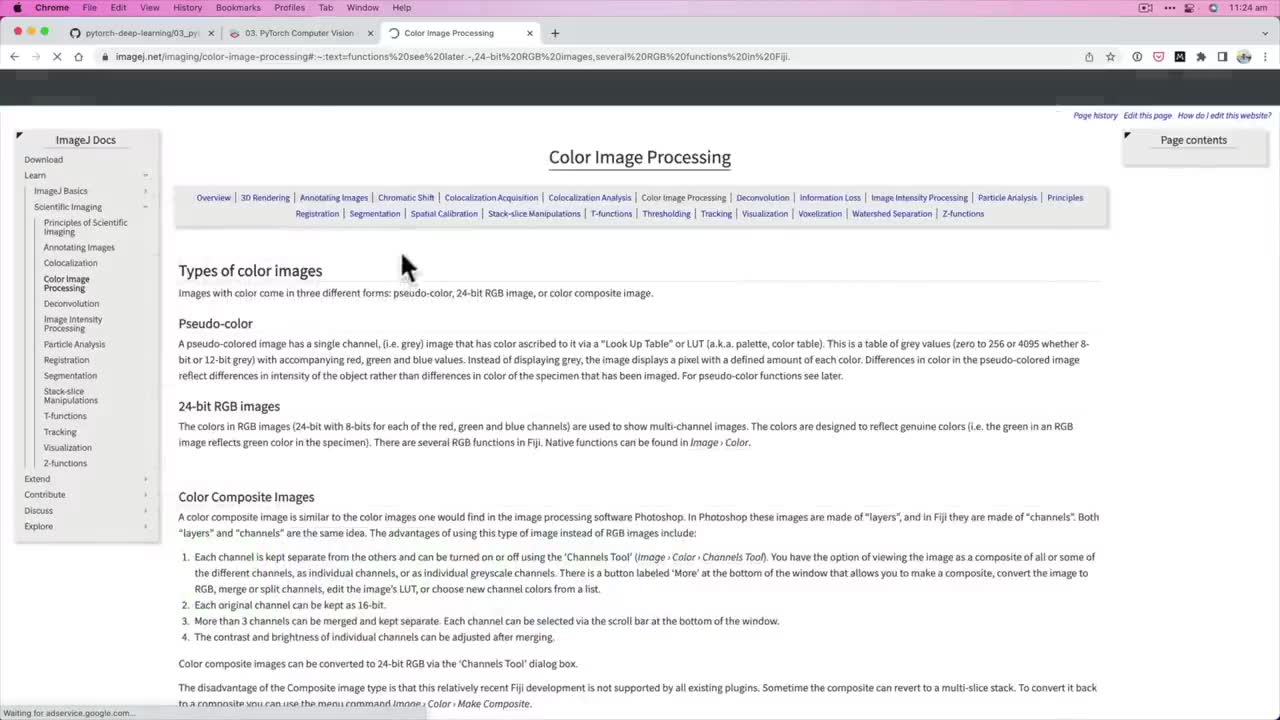 Chrome File Edit View History Bookmarks Profiles Tab Window Help 11:24 am
pytorch-deep-learning/03_py 03. PyTorch Computer Vision Color Image Processing
imagej.net/imaging/color-image-processing#:~:text=functions%20see%20later.-,24-bit%20RGB%20images,several%20RGB%20functions%20in%20Fiji.
Page history Edit this page How do I edit this website?
ImageJ Docs
Download
Learn
ImageJ Basics
Scientific Imaging
Principles of Scientific
Imaging
Annotating Images
Colocalization
Color Image
Processing
Deconvolution
Image Intensity
Processing
Particle Analysis
Registration
Segmentation
Stack-slice
Manipulations
T-functions
Tracking
Visualization
Z-functions
Extend
Contribute
Discuss
Explore
Color Image Processing
Overview | 3D Rendering | Annotating Images | Chromatic Shift | Colocalization Acquisition | Colocalization Analysis | Color Image Processing | Deconvolution | Information Loss | Image Intensity Processing | Particle Analysis | Principles
Registration | Segmentation | Spatial Calibration | Stack-slice Manipulations | T-functions | Thresholding | Tracking | Visualization | Voxelization | Watershed Separation | Z-functions
Types of color images
Images with color come in three different forms: pseudo-color, 24-bit RGB image, or color composite image.
Pseudo-color
A pseudo-colored image has a single channel, (i.e. grey) image that has color ascribed to it via a "Look Up Table" or LUT (a.k.a. palette, color table). This is a table of grey values (zero to 256 or 4095 whether 8-
bit or 12-bit grey) with accompanying red, green and blue values. Instead of displaying grey, the image displays a pixel with a defined amount of each color. Differences in color in the pseudo-colored image
reflect differences in intensity of the object rather than differences in color of the specimen that has been imaged. For pseudo-color functions see later.
24-bit RGB images
The colors in RGB images (24-bit with 8-bits for each of the red, green and blue channels) are used to show multi-channel images. The colors are designed to reflect genuine colors (i.e. the green in an RGB
image reflects green color in the specimen). There are several RGB functions in Fiji. Native functions can be found in Image › Color.
Color Composite Images
A color composite image is similar to the color images one would find in the image processing software Photoshop. In Photoshop these images are made of “layers”, and in Fiji they are made of “channels”. Both
“layers” and “channels” are the same idea. The advantages of using this type of image instead of RGB images include:
1. Each channel is kept separate from the others and can be turned on or off using the ‘Channels Tool’ (Image › Color › Channels Tool). You have the option of viewing the image as a composite of all or some of
the different channels, as individual channels, or as individual greyscale channels. There is a button labeled ‘More’ at the bottom of the window that allows you to make a composite, convert the image to
RGB, merge or split channels, edit the image’s LUT, or choose new channel colors from a list.
2. Each original channel can be kept as 16-bit.
3. More than 3 channels can be merged and kept separate. Each channel can be selected via the scroll bar at the bottom of the window.
4. The contrast and brightness of individual channels can be adjusted after merging.
Color composite images can be converted to 24-bit RGB via the ‘Channels Tool’ dialog box.
The disadvantage of the Composite image type is that this relatively recent Fiji development is not supported by all existing plugins. Sometime the composite can revert to a multi-slice stack. To convert it back
to a composite you can use the menu command Image › Color › Make Composite.
Page contents
Waiting for adservice.google.com...